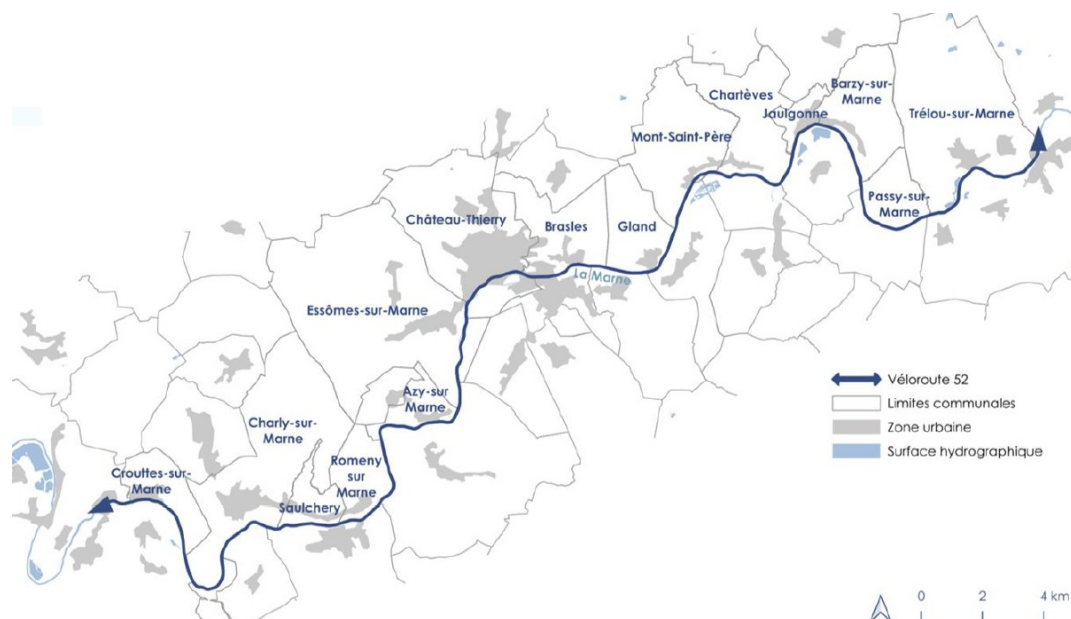 Chartèves
Barzy-sur-
Marne
Jaulgonne
Trélou-sur-Marne
Mont-Saint-Père
Passy-sur-
Marne
Château-Thierry
Brasles
Gland
La Marne
Essômes-sur-Marne
Azy-sur
Marne
Charly-sur-
Marne
Romeny
sur
Marne
Crouttes-sur-
Marne
Saulchery
Véloroute 52
Limites communales
Zone urbaine
Surface hydrographique
0 2 4 km